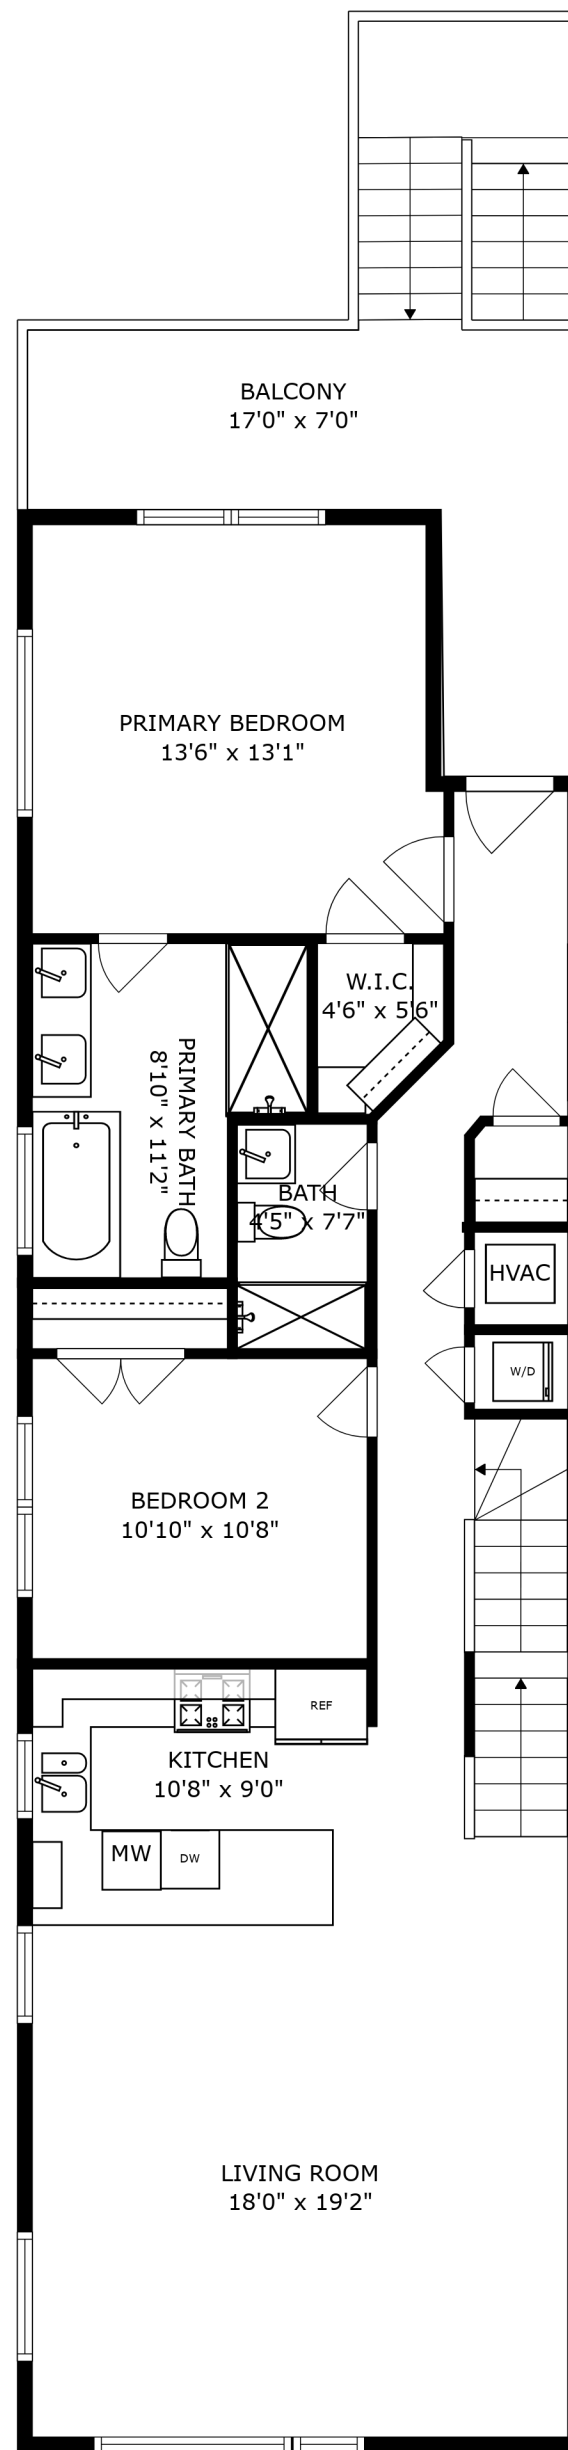 BALCONY
17'0" x 7'0"
PRIMARY BEDROOM
13'6" x 13'1"
W.I.C.
4'6" x 5'6"
PRIMARY BATH
8'10" x 11'2"
BATH
4'5" x 7'7"
HVAC
W/D
BEDROOM 2
10'10" x 10'8"
REF
KITCHEN
10'8" x 9'0"
MW
DW
LIVING ROOM
18'0" x 19'2"